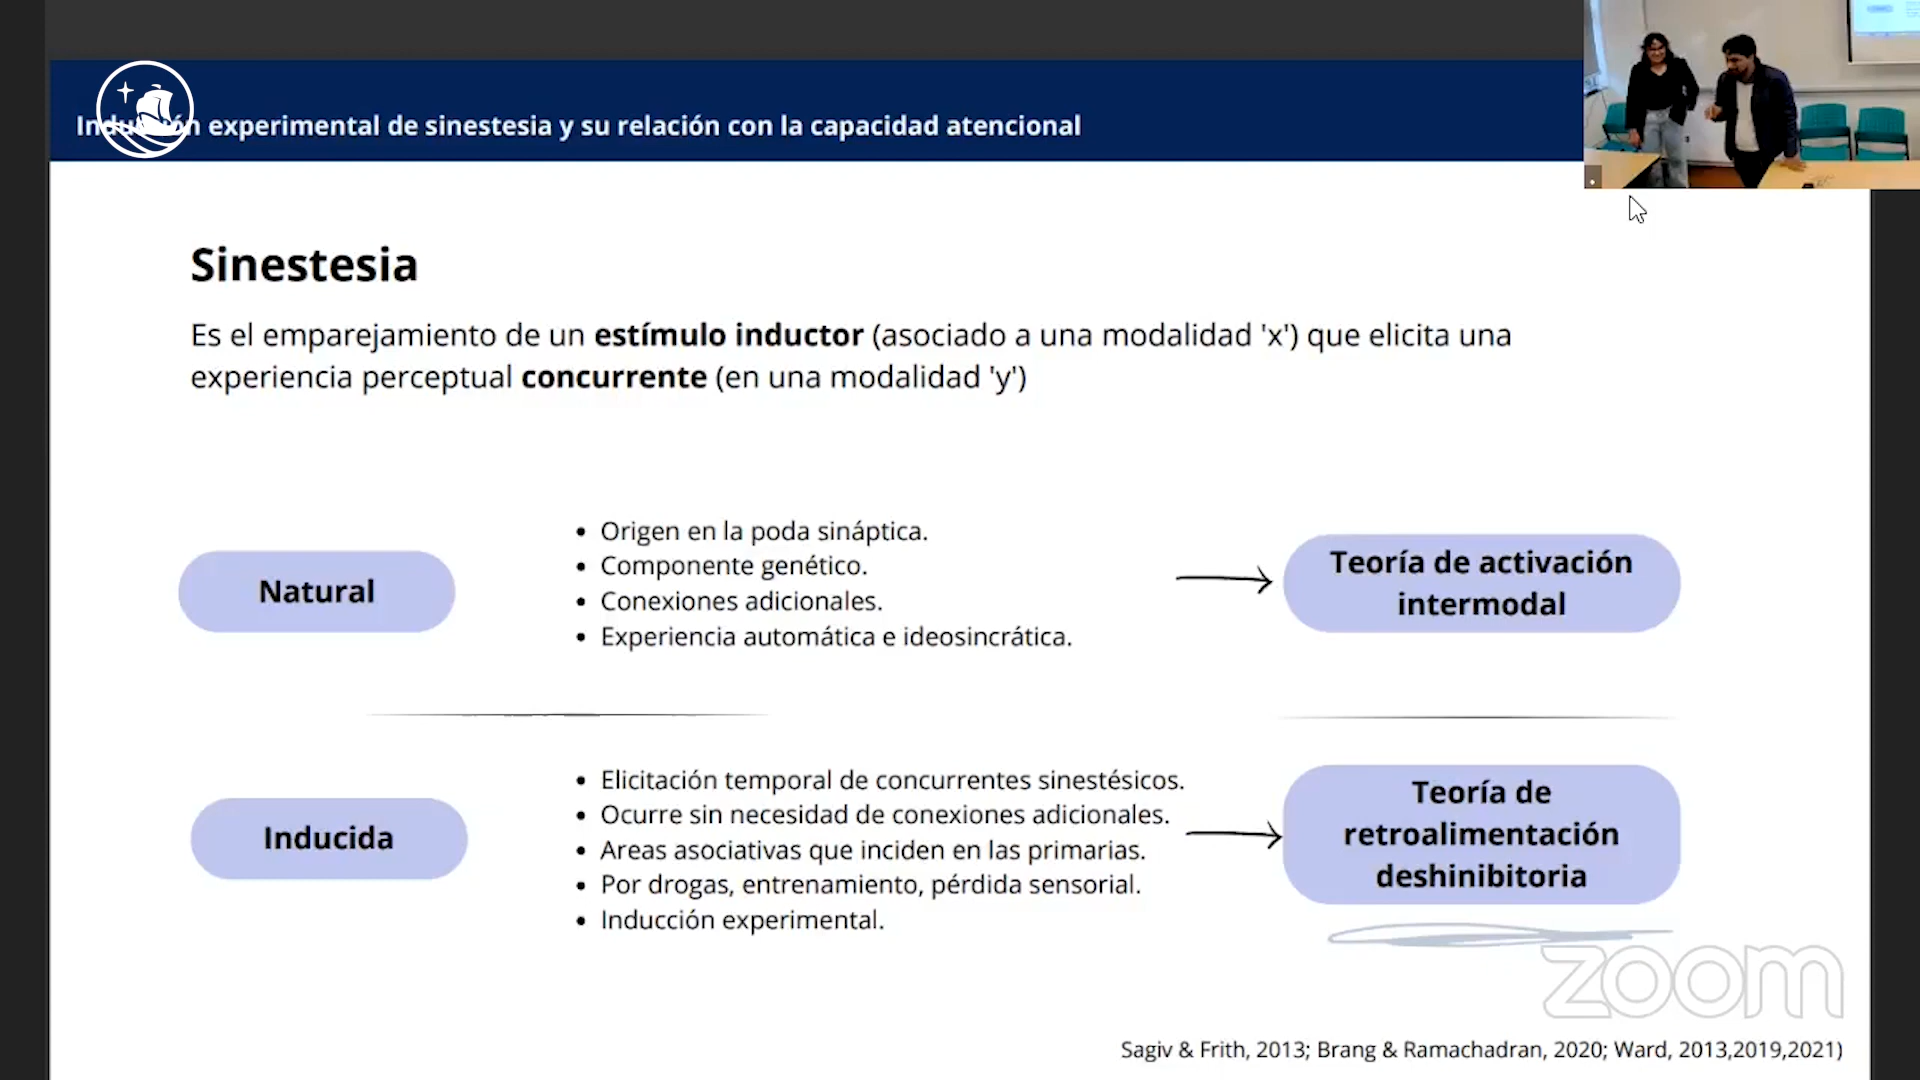 Inducción experimental de sinestesia y su relación con la capacidad atencional
Sinestesia
Es el emparejamiento de un estímulo inductor (asociado a una modalidad 'x') que elicita una
experiencia perceptual concurrente (en una modalidad 'y')
Natural
• Origen en la poda sináptica.
• Componente genético.
• Conexiones adicionales.
• Experiencia automática e ideosincrática.
Teoría de activación
intermodal
Inducida
• Elicitación temporal de concurrentes sinestésicos.
• Ocurre sin necesidad de conexiones adicionales.
• Areas asociativas que inciden en las primarias.
• Por drogas, entrenamiento, pérdida sensorial.
• Inducción experimental.
Teoría de
retroalimentación
deshinibitoria
zoom
Sagiv & Frith, 2013; Brang & Ramachadran, 2020; Ward, 2013,2019,2021)